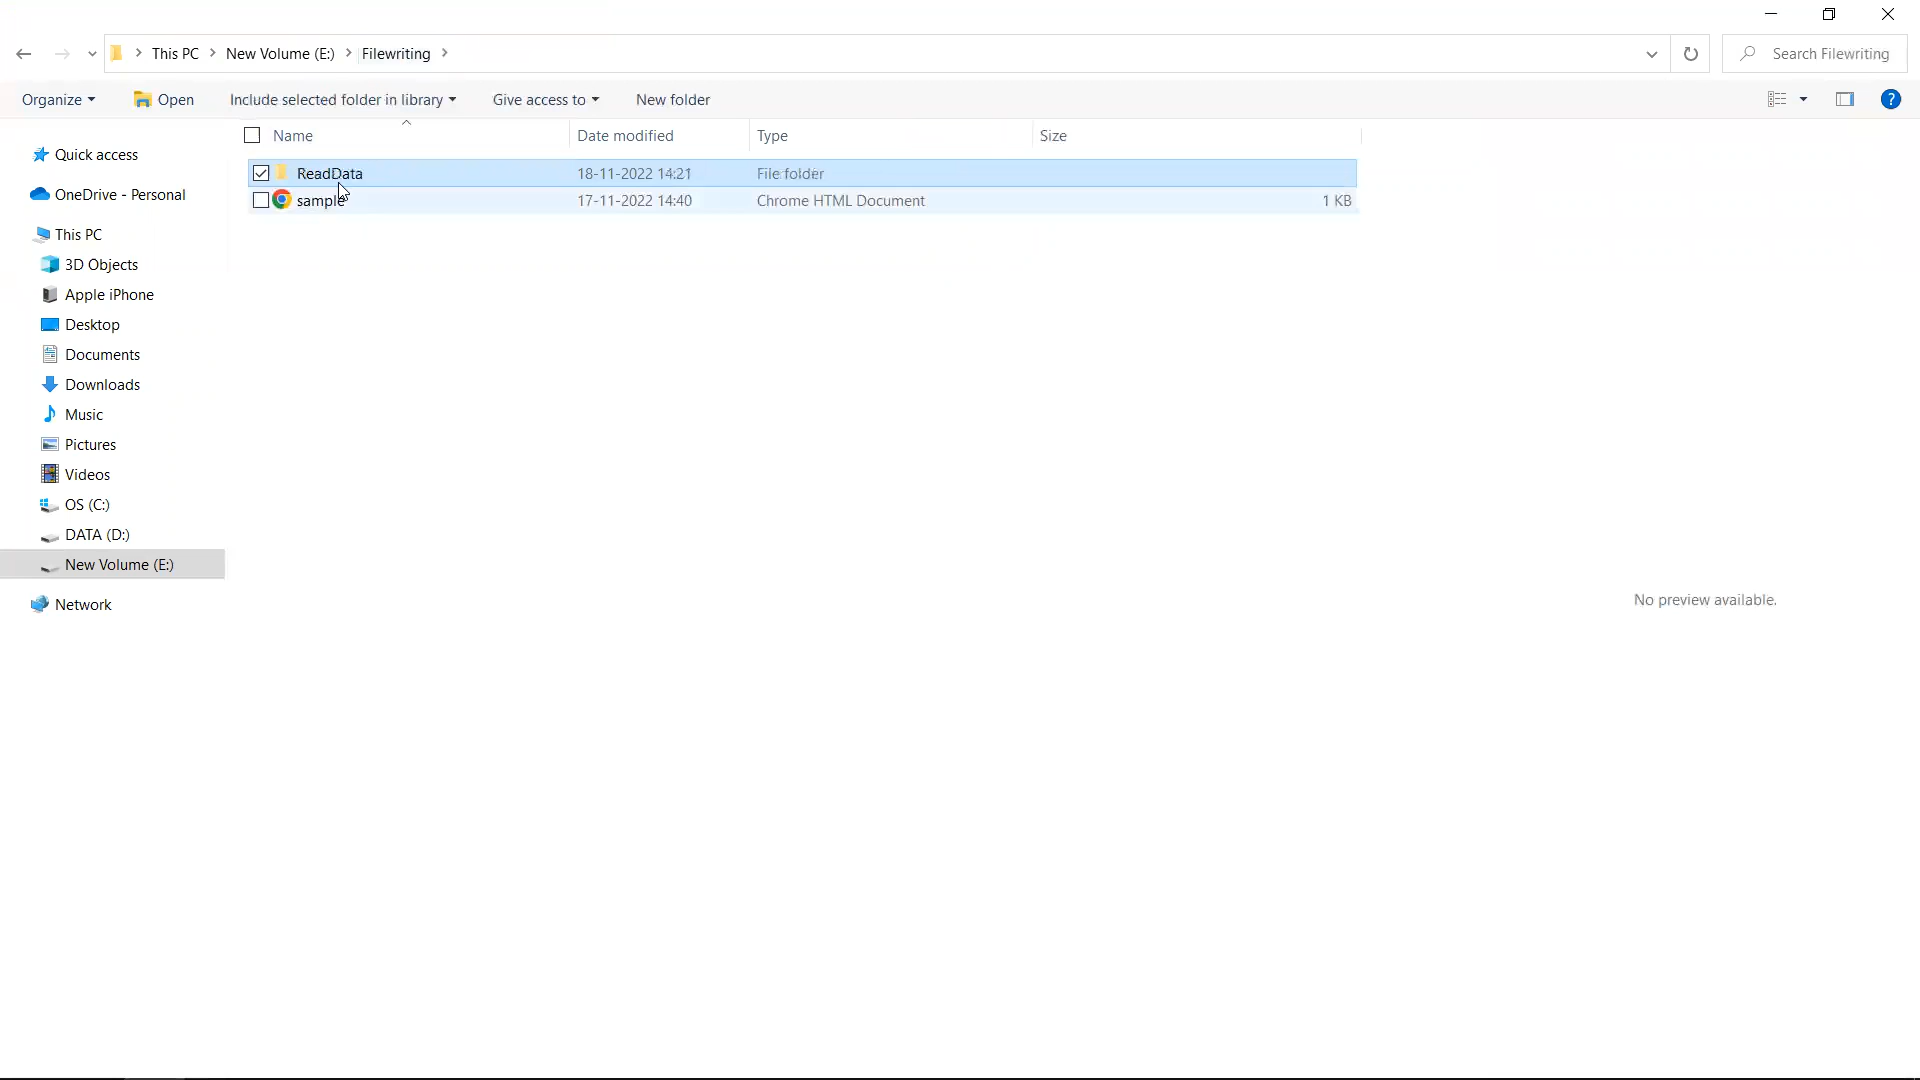 This PC > New Volume (E:) > Filewriting >
Search Filewriting
Organize Open Include selected folder in library Give access to New folder
?
Name Date modified Type Size
ReadData 18-11-2022 14:21 File folder
sample 17-11-2022 14:40 Chrome HTML Document 1 KB
Quick access
OneDrive - Personal
This PC
3D Objects
Apple iPhone
Desktop
Documents
Downloads
Music
Pictures
Videos
OS (C:)
DATA (D:)
New Volume (E:)
Network
No preview available.